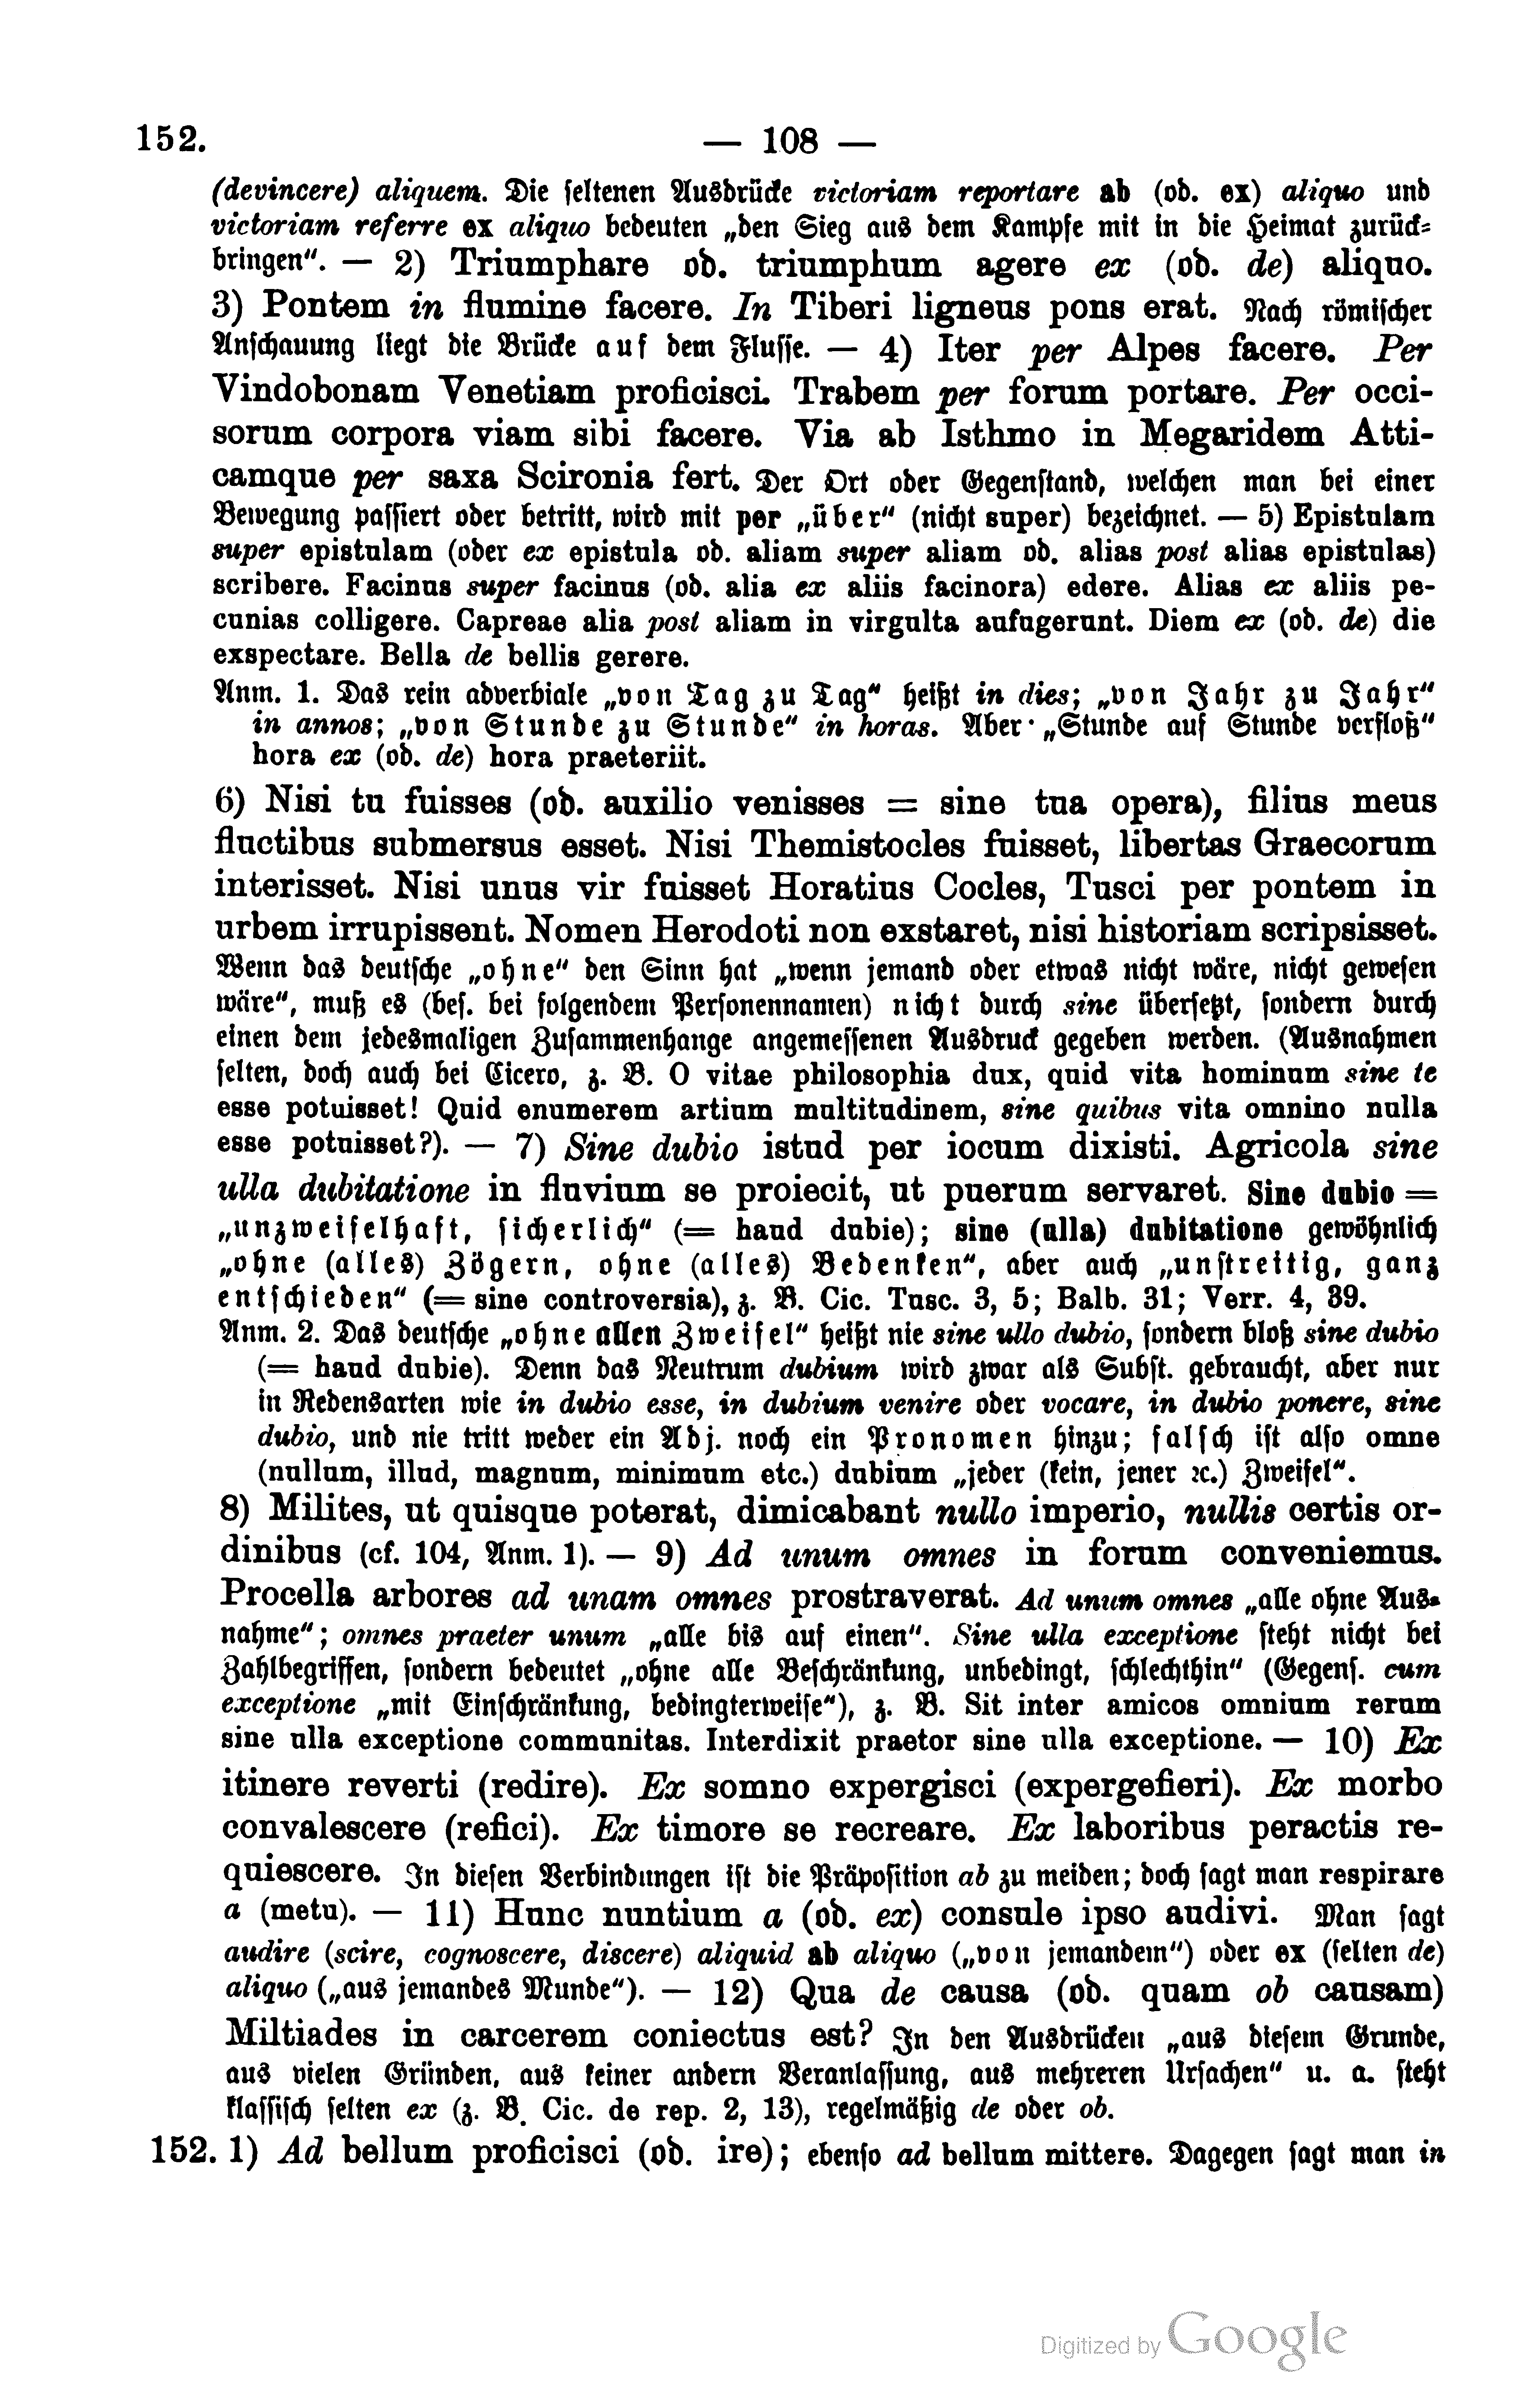 152.
— 108 —
(devincere) aliquem. Die seltenen Ausdrücke victoriam reportare ab (od. ex) aliquo und
victoriam referre ex aliquo bedeuten „den Sieg aus dem Kampfe mit in die Heimat zurück-
bringen“. — 2) Triumphare od. triumphum agere ex (od. de) aliquo.
3) Pontem in flumine facere. In Tiberi ligneus pons erat. Nach römischer
Anschauung liegt die Brücke auf dem Flusse. — 4) Iter per Alpes facere. Per
Vindobonam Venetiam proficisci. Trabem per forum portare. Per occi-
sorum corpora viam sibi facere. Via ab Isthmo in Megaridem Atti-
camque per saxa Scironia fert. Der Ort oder Gegenstand, welchen man bei einer
Bewegung passiert oder betritt, wird mit per „über“ (nicht super) bezeichnet. — 5) Epistulam
super epistulam (oder ex epistula od. aliam super aliam od. alias post alias epistulas)
scribere. Facinus super facinus (od. alia ex aliis facinora) edere. Alias ex aliis pe-
cunias colligere. Capreae alia post aliam in virgulta aufugerunt. Diem ex (od. de) die
exspectare. Bella de bellis gerere.
Anm. 1. Das rein adverbiale „von Tag zu Tag“ heißt in dies; „von Jahr zu Jahr“
in annos; „von Stunde zu Stunde“ in horas. Aber „Stunde auf Stunde verfloß“
hora ex (od. de) hora praeteriit.
6) Nisi tu fuisses (od. auxilio venisses = sine tua opera), filius meus
fluctibus submersus esset. Nisi Themistocles fuisset, libertas Graecorum
interisset. Nisi unus vir fuisset Horatius Cocles, Tusci per pontem in
urbem irrupissent. Nomen Herodoti non exstaret, nisi historiam scripsisset.
Wenn das deutsche „ohne“ den Sinn hat „wenn jemand oder etwas nicht wäre, nicht gewesen
wäre“, muß es (bes. bei folgendem Personennamen) nicht durch sine übersetzt, sondern durch
einen dem jedesmaligen Zusammenhange angemessenen Ausdruck gegeben werden. (Ausnahmen
selten, doch auch bei Cicero, z. B. O vitae philosophia dux, quid vita hominum sine te
esse potuisset! Quid enumerem artium multitudinem, sine quibus vita omnino nulla
esse potuisset?). — 7) Sine dubio istud per iocum dixisti. Agricola sine
ulla dubitatione in fluvium se proiecit, ut puerum servaret. Sine dubio =
„unzweifelhaft, sicherlich“ (= haud dubie); sine (ulla) dubitatione gewöhnlich
„ohne (alles) Zögern, ohne (alles) Bedenken“, aber auch „unstreitig, ganz
entschieden“ (= sine controversia), z. B. Cic. Tusc. 3, 5; Balb. 31; Verr. 4, 39.
Anm. 2. Das deutsche „ohne allen Zweifel“ heißt nie sine ullo dubio, sondern bloß sine dubio
(= haud dubie). Denn das Neutrum dubium wird zwar als Subst. gebraucht, aber nur
in Redensarten wie in dubio esse, in dubium venire oder vocare, in dubio ponere, sine
dubio, und nie tritt weder ein Adj. noch ein Pronomen hinzu; falsch ist also omne
(nullum, illud, magnum, minimum etc.) dubium „jeder (kein, jener ꝛc.) Zweifel“.
8) Milites, ut quisque poterat, dimicabant nullo imperio, nullis certis or-
dinibus (cf. 104, Anm. 1). — 9) Ad unum omnes in forum conveniemus.
Procella arbores ad unam omnes prostraverat. Ad unum omnes „alle ohne Aus-
nahme“; omnes praeter unum „alle bis auf einen“. Sine ulla exceptione steht nicht bei
Zahlbegriffen, sondern bedeutet „ohne alle Beschränkung, unbedingt, schlechthin“ (Gegens. cum
exceptione „mit Einschränkung, bedingterweise“), z. B. Sit inter amicos omnium rerum
sine ulla exceptione communitas. Interdixit praetor sine ulla exceptione. — 10) Ex
itinere reverti (redire). Ex somno expergisci (expergefieri). Ex morbo
convalescere (refici). Ex timore se recreare. Ex laboribus peractis re-
quiescere. In diesen Verbindungen ist die Präposition ab zu meiden; doch sagt man respirare
a (metu). — 11) Hunc nuntium a (od. ex) consule ipso audivi. Man sagt
audire (scire, cognoscere, discere) aliquid ab aliquo („von jemandem“) oder ex (selten de)
aliquo („aus jemandes Munde“). — 12) Qua de causa (od. quam ob causam)
Miltiades in carcerem coniectus est? In den Ausdrücken „aus diesem Grunde,
aus vielen Gründen, aus keiner andern Veranlassung, aus mehreren Ursachen“ u. a. steht
klassisch selten ex (z. B. Cic. de rep. 2, 13), regelmäßig de oder ob.
152. 1) Ad bellum proficisci (od. ire); ebenso ad bellum mittere. Dagegen sagt man in
Digitized by Google